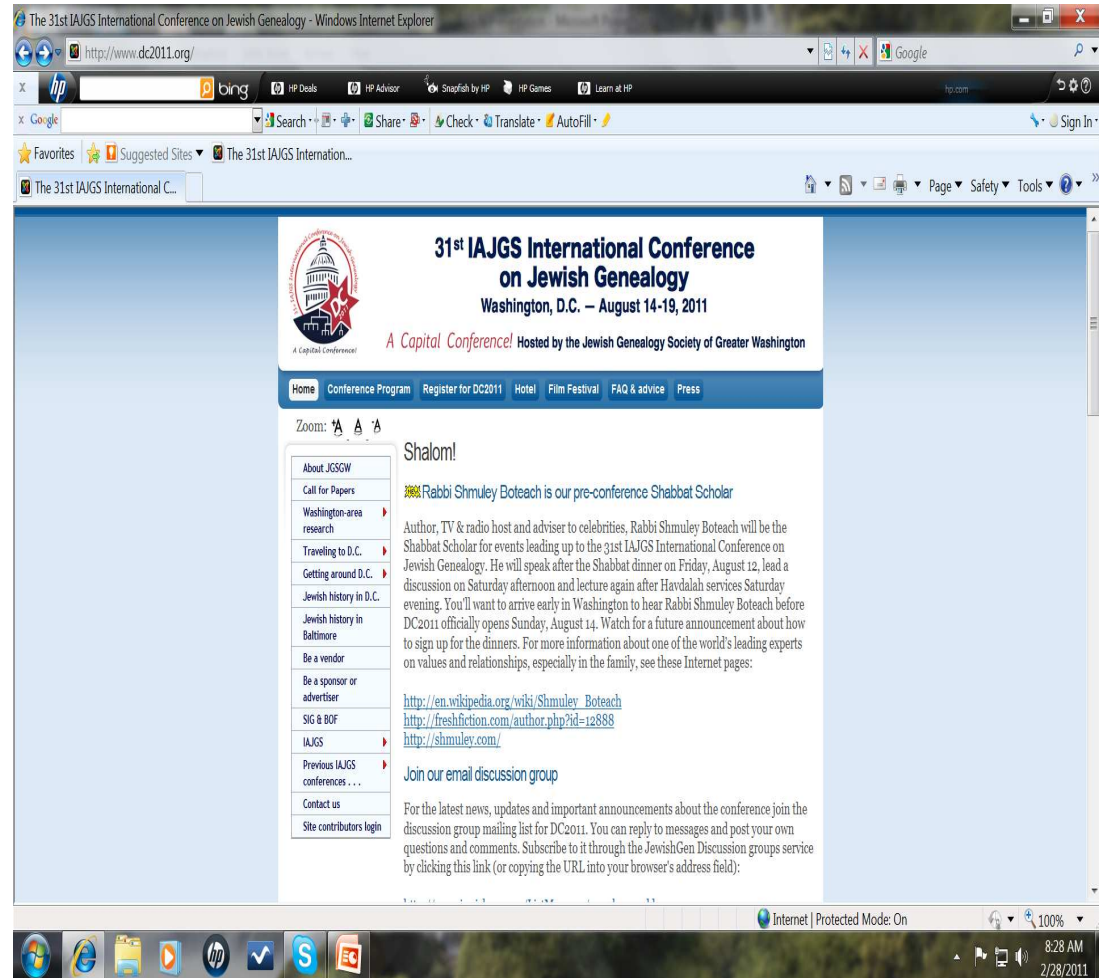 The 31st IAJGS International Conference on Jewish Genealogy - Windows Internet Explorer
http://www.dc2011.org/
Google
x hp bing HP Deals HP Advisor Snapfish by HP HP Games Learn at HP hp.com
x Google Search Share Check Translate AutoFill Sign In
Favorites Suggested Sites The 31st IAJGS Internation...
The 31st IAJGS International C... Page Safety Tools
31st IAJGS International Conference
on Jewish Genealogy
Washington, D.C. – August 14-19, 2011
A Capital Conference! Hosted by the Jewish Genealogy Society of Greater Washington
DC
2011
A Capital Conference!
Home Conference Program Register for DC2011 Hotel Film Festival FAQ & advice Press
Zoom: +A A -A
About JGSGW
Call for Papers
Washington-area
research
Traveling to D.C.
Getting around D.C.
Jewish history in D.C.
Jewish history in
Baltimore
Be a vendor
Be a sponsor or
advertiser
SIG & BOF
IAJGS
Previous IAJGS
conferences . . .
Contact us
Site contributors login
Shalom!
Rabbi Shmuley Boteach is our pre-conference Shabbat Scholar
Author, TV & radio host and adviser to celebrities, Rabbi Shmuley Boteach will be the
Shabbat Scholar for events leading up to the 31st IAJGS International Conference on
Jewish Genealogy. He will speak after the Shabbat dinner on Friday, August 12, lead a
discussion on Saturday afternoon and lecture again after Havdalah services Saturday
evening. You'll want to arrive early in Washington to hear Rabbi Shmuley Boteach before
DC2011 officially opens Sunday, August 14. Watch for a future announcement about how
to sign up for the dinners. For more information about one of the world's leading experts
on values and relationships, especially in the family, see these Internet pages:
http://en.wikipedia.org/wiki/Shmuley_Boteach
http://freshfiction.com/author.php?id=12888
http://shmuley.com/
Join our email discussion group
For the latest news, updates and important announcements about the conference join the
discussion group mailing list for DC2011. You can reply to messages and post your own
questions and comments. Subscribe to it through the JewishGen Discussion groups service
by clicking this link (or copying the URL into your browser's address field):
Internet | Protected Mode: On 100%
8:28 AM
2/28/2011